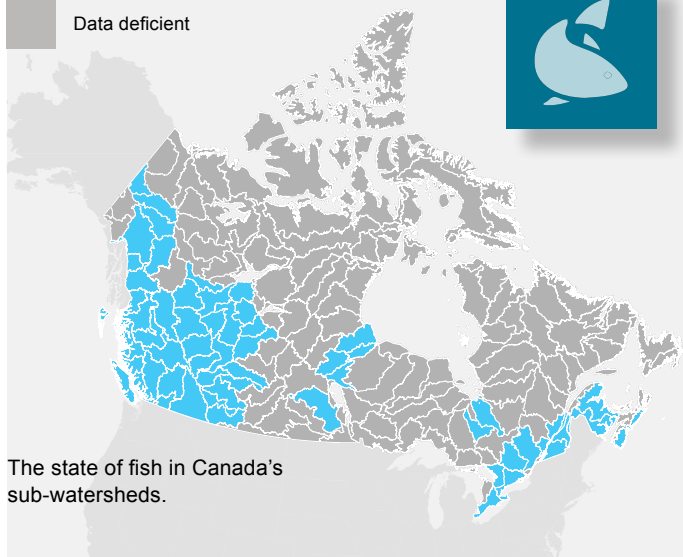 Data deficient
The state of fish in Canada’s
sub-watersheds.